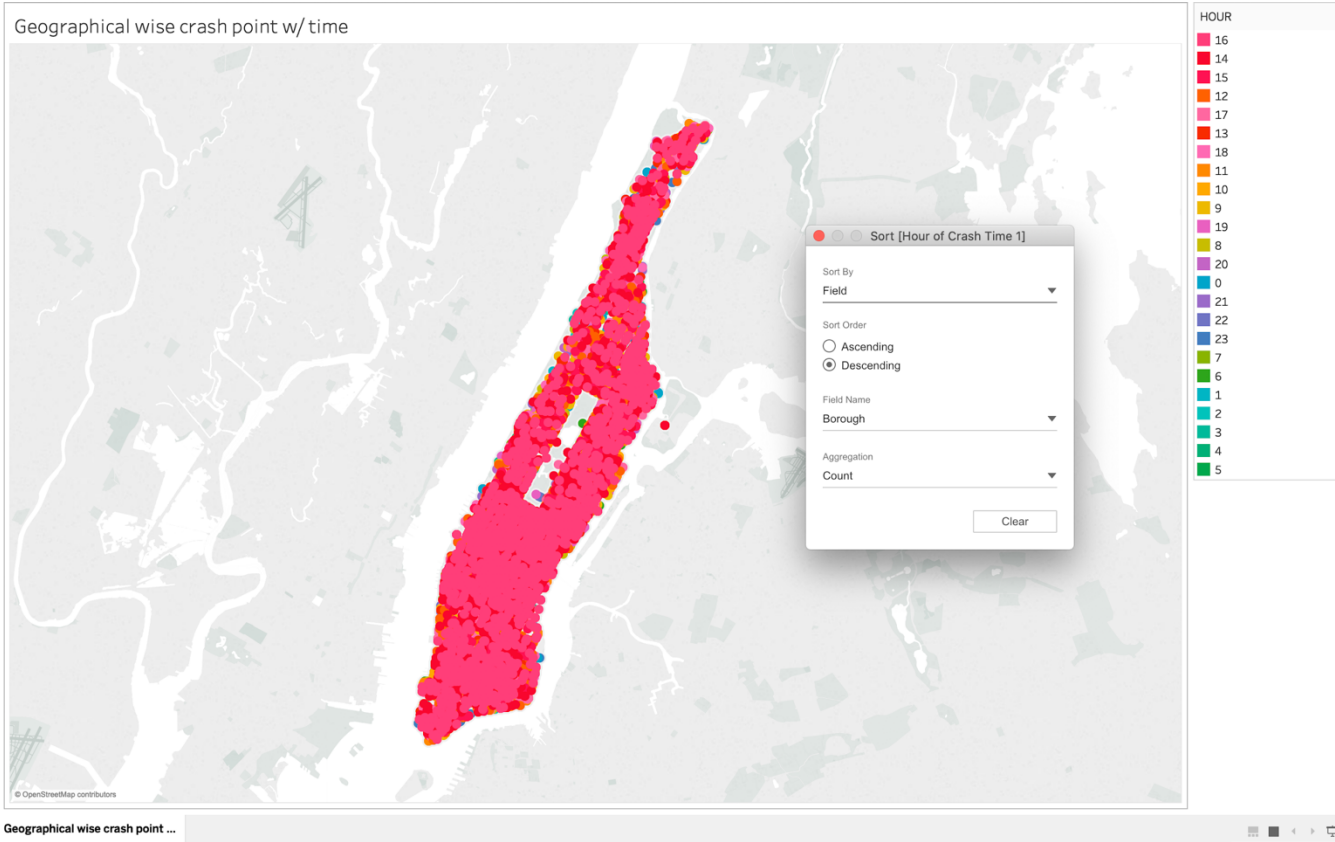 Geographical wise crash point w/ time
HOUR
16
14
15
12
17
13
18
11
10
9
19
8
20
0
21
22
23
7
6
1
2
3
4
5
Sort [Hour of Crash Time 1]
Sort By
Field
Sort Order
Ascending
Descending
Field Name
Borough
Aggregation
Count
Clear
© OpenStreetMap contributors
Geographical wise crash point ...